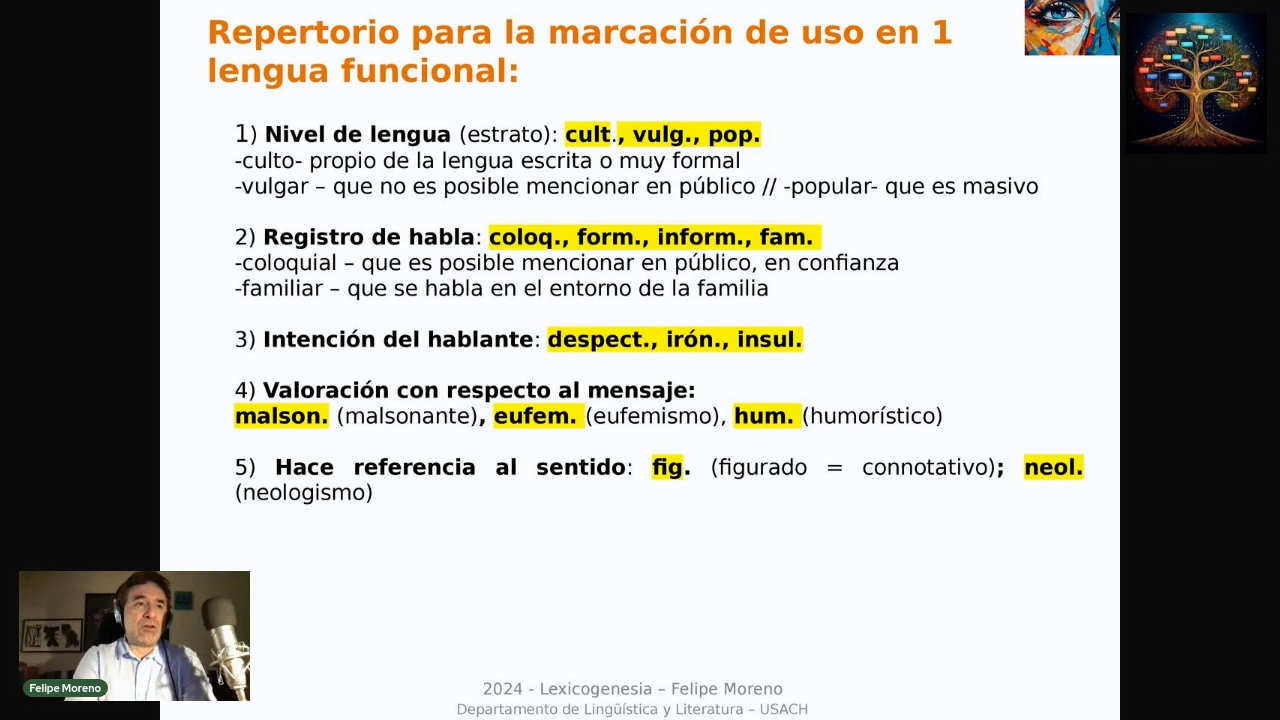 Repertorio para la marcación de uso en 1
lengua funcional:
1) Nivel de lengua (estrato): cult., vulg., pop.
-culto- propio de la lengua escrita o muy formal
-vulgar – que no es posible mencionar en público // -popular- que es masivo
2) Registro de habla: coloq., form., inform., fam.
-coloquial – que es posible mencionar en público, en confianza
-familiar – que se habla en el entorno de la familia
3) Intención del hablante: despect., irón., insul.
4) Valoración con respecto al mensaje:
malson. (malsonante), eufem. (eufemismo), hum. (humorístico)
5) Hace referencia al sentido: fig. (figurado = connotativo); neol.
(neologismo)
Felipe Moreno
2024 - Lexicogenesia – Felipe Moreno
Departamento de Lingüística y Literatura – USACH